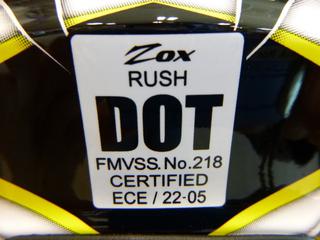 Zox
RUSH
DOT
FMVSS.No.218
CERTIFIED
ECE / 22-05